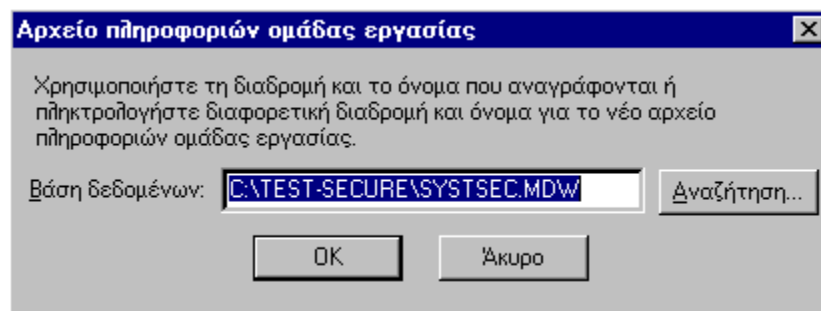 Αρχείο πληροφοριών ομάδας εργασίας
Χρησιμοποιήστε τη διαδρομή και το όνομα που αναγράφονται ή
πληκτρολογήστε διαφορετική διαδρομή και όνομα για το νέο αρχείο
πληροφοριών ομάδας εργασίας.
Βάση δεδομένων: C:\TEST-SECURE\SYSTSEC.MDW Αναζήτηση...
OK Άκυρο